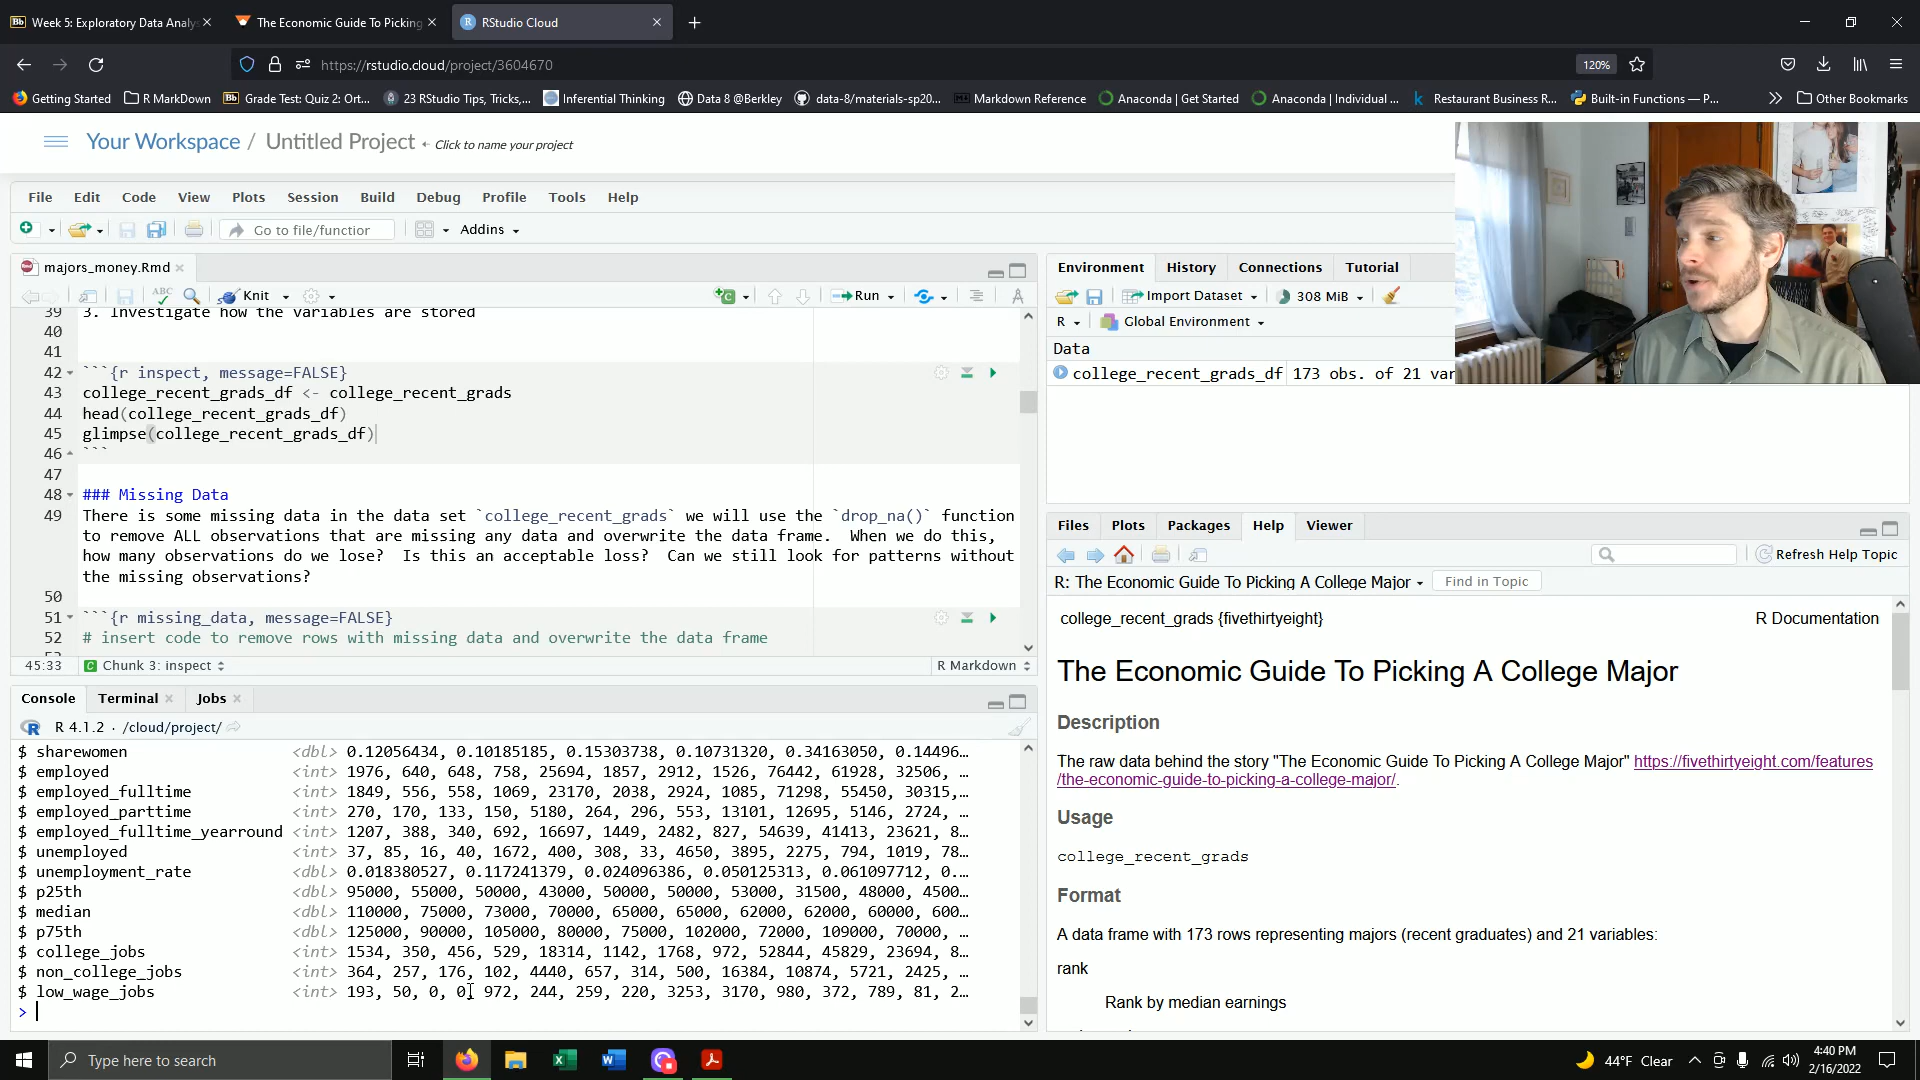 Bb Week 5: Exploratory Data Analys
The Economic Guide To Picking
R RStudio Cloud
https://rstudio.cloud/project/3604670
120%
Getting Started
R MarkDown
Bb Grade Test: Quiz 2: Ort...
23 RStudio Tips, Tricks,...
Inferential Thinking
Data 8 @Berkley
data-8/materials-sp20...
Markdown Reference
Anaconda | Get Started
Anaconda | Individual ...
k Restaurant Business R...
Built-in Functions — P...
Other Bookmarks
Your Workspace / Untitled Project Click to name your project
File Edit Code View Plots Session Build Debug Profile Tools Help
Go to file/function
Addins
majors_money.Rmd
ABC
Knit
Run
39 3. Investigate how the variables are stored
40
41
42 ```{r inspect, message=FALSE}
43 college_recent_grads_df <- college_recent_grads
44 head(college_recent_grads_df)
45 glimpse(college_recent_grads_df)
46 ```
47
48 ### Missing Data
49 There is some missing data in the data set `college_recent_grads` we will use the `drop_na()` function
to remove ALL observations that are missing any data and overwrite the data frame.  When we do this,
how many observations do we lose?  Is this an acceptable loss?  Can we still look for patterns without
the missing observations?
50
51 ```{r missing_data, message=FALSE}
52 # insert code to remove rows with missing data and overwrite the data frame
45:33 C Chunk 3: inspect R Markdown
Console Terminal Jobs
R R 4.1.2 · /cloud/project/
$ sharewomen <dbl> 0.12056434, 0.10185185, 0.15303738, 0.10731320, 0.34163050, 0.14496…
$ employed <int> 1976, 640, 648, 758, 25694, 1857, 2912, 1526, 76442, 61928, 32506, …
$ employed_fulltime <int> 1849, 556, 558, 1069, 23170, 2038, 2924, 1085, 71298, 55450, 30315,…
$ employed_parttime <int> 270, 170, 133, 150, 5180, 264, 296, 553, 13101, 12695, 5146, 2724, …
$ employed_fulltime_yearround <int> 1207, 388, 340, 692, 16697, 1449, 2482, 827, 54639, 41413, 23621, 8…
$ unemployed <int> 37, 85, 16, 40, 1672, 400, 308, 33, 4650, 3895, 2275, 794, 1019, 78…
$ unemployment_rate <dbl> 0.018380527, 0.117241379, 0.024096386, 0.050125313, 0.061097712, 0.…
$ p25th <dbl> 95000, 55000, 50000, 43000, 50000, 50000, 53000, 31500, 48000, 4500…
$ median <dbl> 110000, 75000, 73000, 70000, 65000, 65000, 62000, 62000, 60000, 600…
$ p75th <dbl> 125000, 90000, 105000, 80000, 75000, 102000, 72000, 109000, 70000, …
$ college_jobs <int> 1534, 350, 456, 529, 18314, 1142, 1768, 972, 52844, 45829, 23694, 8…
$ non_college_jobs <int> 364, 257, 176, 102, 4440, 657, 314, 500, 16384, 10874, 5721, 2425, …
$ low_wage_jobs <int> 193, 50, 0, 0, 972, 244, 259, 220, 3253, 3170, 980, 372, 789, 81, 2…
>
Environment History Connections Tutorial
Import Dataset 308 MiB
R Global Environment
Data
college_recent_grads_df 173 obs. of 21 var
Files Plots Packages Help Viewer
Refresh Help Topic
R: The Economic Guide To Picking A College Major Find in Topic
college_recent_grads {fivethirtyeight} R Documentation
The Economic Guide To Picking A College Major
Description
The raw data behind the story "The Economic Guide To Picking A College Major" https://fivethirtyeight.com/features
/the-economic-guide-to-picking-a-college-major/.
Usage
college_recent_grads
Format
A data frame with 173 rows representing majors (recent graduates) and 21 variables:
rank
Rank by median earnings
Type here to search
44°F Clear
4:40 PM
2/16/2022